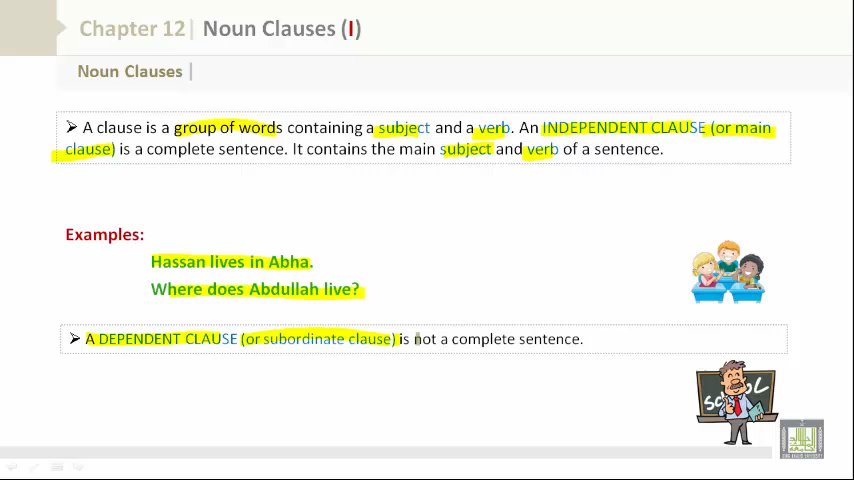 Chapter 12| Noun Clauses (I)
Noun Clauses |
➢ A clause is a group of words containing a subject and a verb. An INDEPENDENT CLAUSE (or main
clause) is a complete sentence. It contains the main subject and verb of a sentence.
Examples:
Hassan lives in Abha.
Where does Abdullah live?
➢ A DEPENDENT CLAUSE (or subordinate clause) is not a complete sentence.